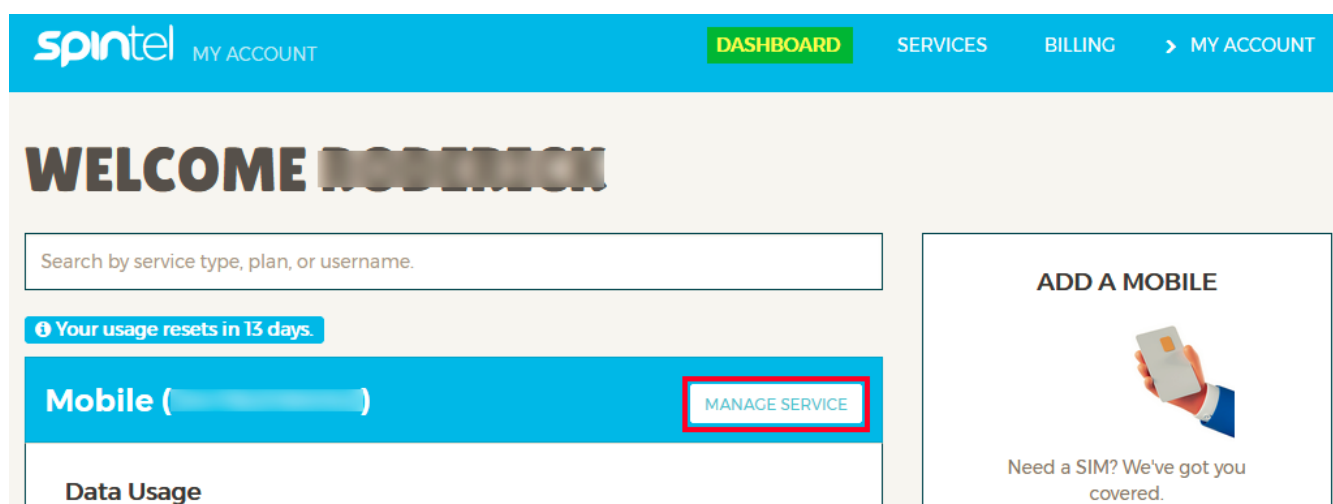 spintel MY ACCOUNT
DASHBOARD SERVICES BILLING MY ACCOUNT
WELCOME
Search by service type, plan, or username.
Your usage resets in 13 days.
Mobile ( )
MANAGE SERVICE
Data Usage
ADD A MOBILE
Need a SIM? We've got you
covered.